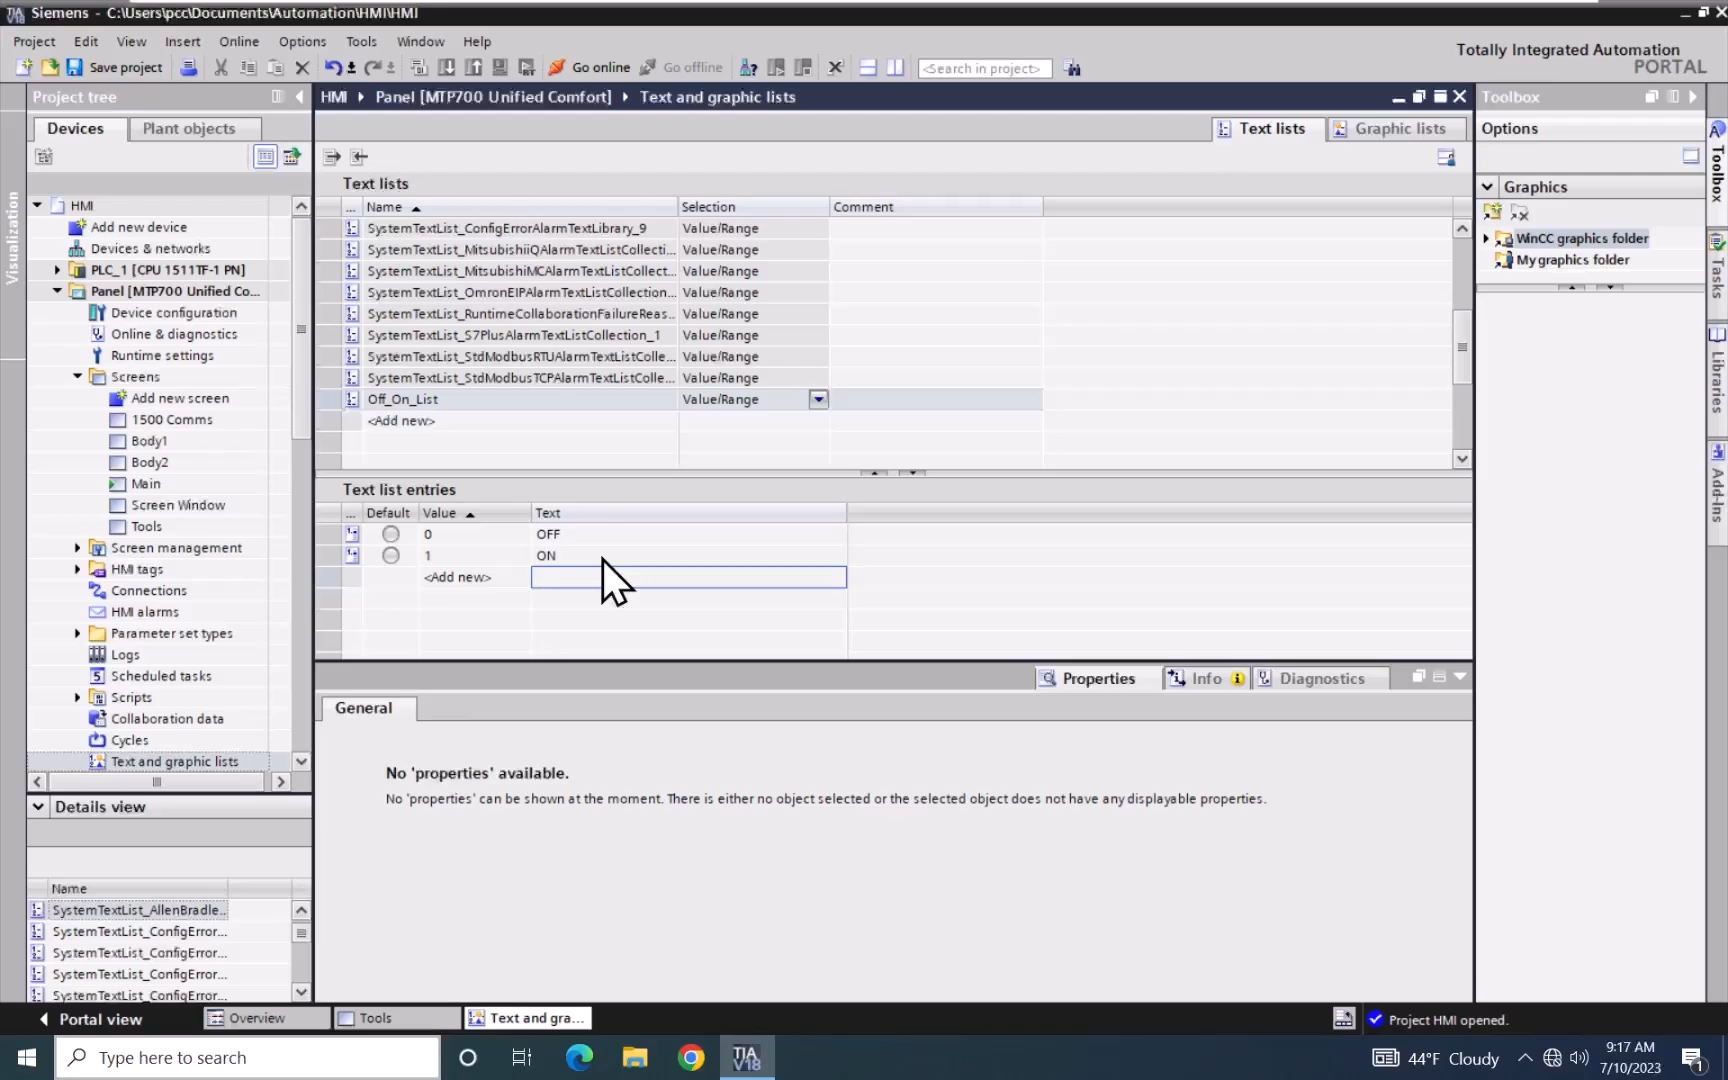 Siemens - C:\Users\pcc\Documents\Automation\HMI\HMI
Project Edit View Insert Online Options Tools Window Help
Totally Integrated Automation
PORTAL
Save project
Go online
Go offline
<Search in project>
Project tree
HMI
Panel [MTP700 Unified Comfort]
Text and graphic lists
Toolbox
Devices
Plant objects
Text lists
Graphic lists
Options
Visualization
Toolbox
Tasks
Libraries
Add-Ins
HMI
Add new device
Devices & networks
PLC_1 [CPU 1511TF-1 PN]
Panel [MTP700 Unified Co...
Device configuration
Online & diagnostics
Runtime settings
Screens
Add new screen
1500 Comms
Body1
Body2
Main
Screen Window
Tools
Screen management
HMI tags
Connections
HMI alarms
Parameter set types
Logs
Scheduled tasks
Scripts
Collaboration data
Cycles
Text and graphic lists
Text lists
... Name Selection Comment
SystemTextList_ConfigErrorAlarmTextLibrary_9 Value/Range
SystemTextList_MitsubishiiQAlarmTextListCollecti... Value/Range
SystemTextList_MitsubishiMCAlarmTextListCollect... Value/Range
SystemTextList_OmronEIPAlarmTextListCollection... Value/Range
SystemTextList_RuntimeCollaborationFailureReas... Value/Range
SystemTextList_S7PlusAlarmTextListCollection_1 Value/Range
SystemTextList_StdModbusRTUAlarmTextListColle... Value/Range
SystemTextList_StdModbusTCPAlarmTextListColle... Value/Range
Off_On_List Value/Range
<Add new>
Text list entries
... Default Value Text
0 OFF
1 ON
<Add new>
Graphics
WinCC graphics folder
My graphics folder
Properties
Info
Diagnostics
General
No 'properties' available.
No 'properties' can be shown at the moment. There is either no object selected or the selected object does not have any displayable properties.
Details view
Name
SystemTextList_AllenBradle...
SystemTextList_ConfigError...
SystemTextList_ConfigError...
SystemTextList_ConfigError...
SystemTextList_ConfigError...
Portal view
Overview
Tools
Text and gra...
Project HMI opened.
Type here to search
TIA V18
44°F Cloudy
9:17 AM
7/10/2023
1